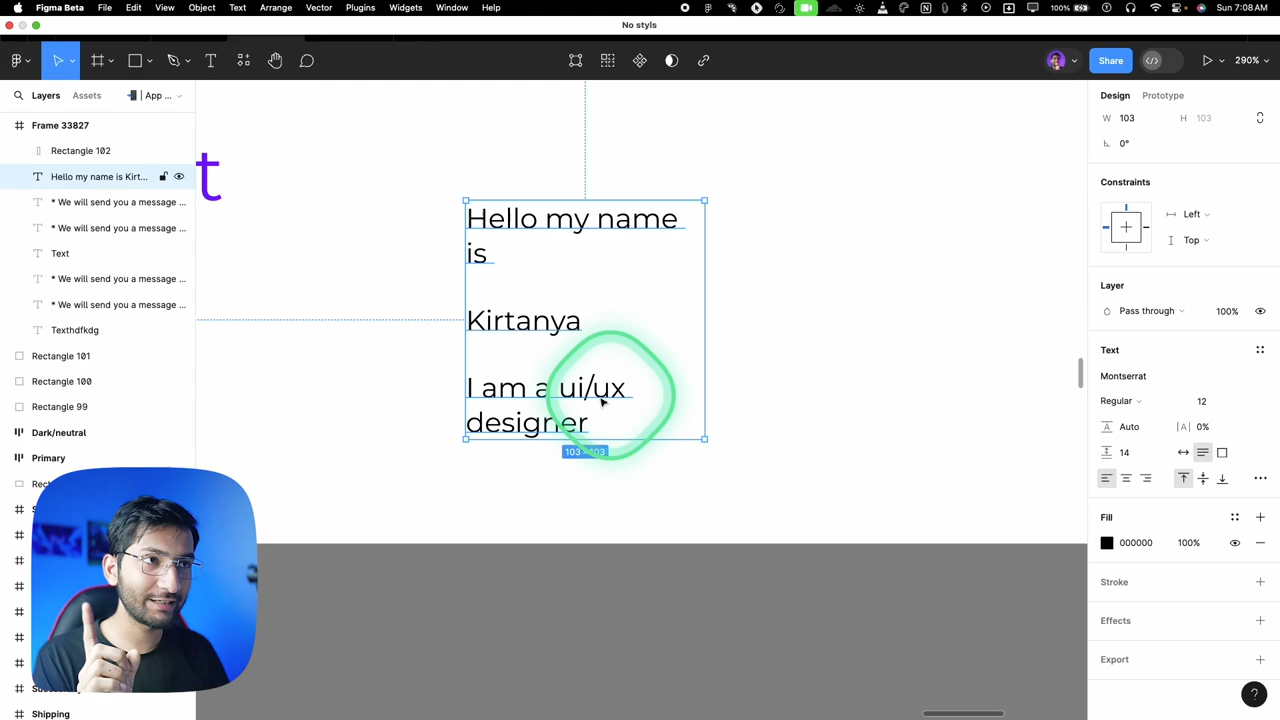 Figma Beta File Edit View Object Text Arrange Vector Plugins Widgets Window Help 100% Sun 7:08 AM
No styls
Share 290%
Layers Assets | App ...
Design Prototype
Frame 33827
W 103 H 103
Rectangle 102
0°
Hello my name is Kirt...
* We will send you a message ...
* We will send you a message ...
Text
* We will send you a message ...
* We will send you a message ...
Texthdfkdg
Rectangle 101
Rectangle 100
Rectangle 99
Dark/neutral
Primary
Shipping
t
Hello my name
is
Kirtanya
I am a ui/ux
designer
Constraints
Left
Top
Layer
Pass through 100%
Text
Montserrat
Regular 12
Auto |A| 0%
14
Fill
000000 100%
Stroke
Effects
Export
?